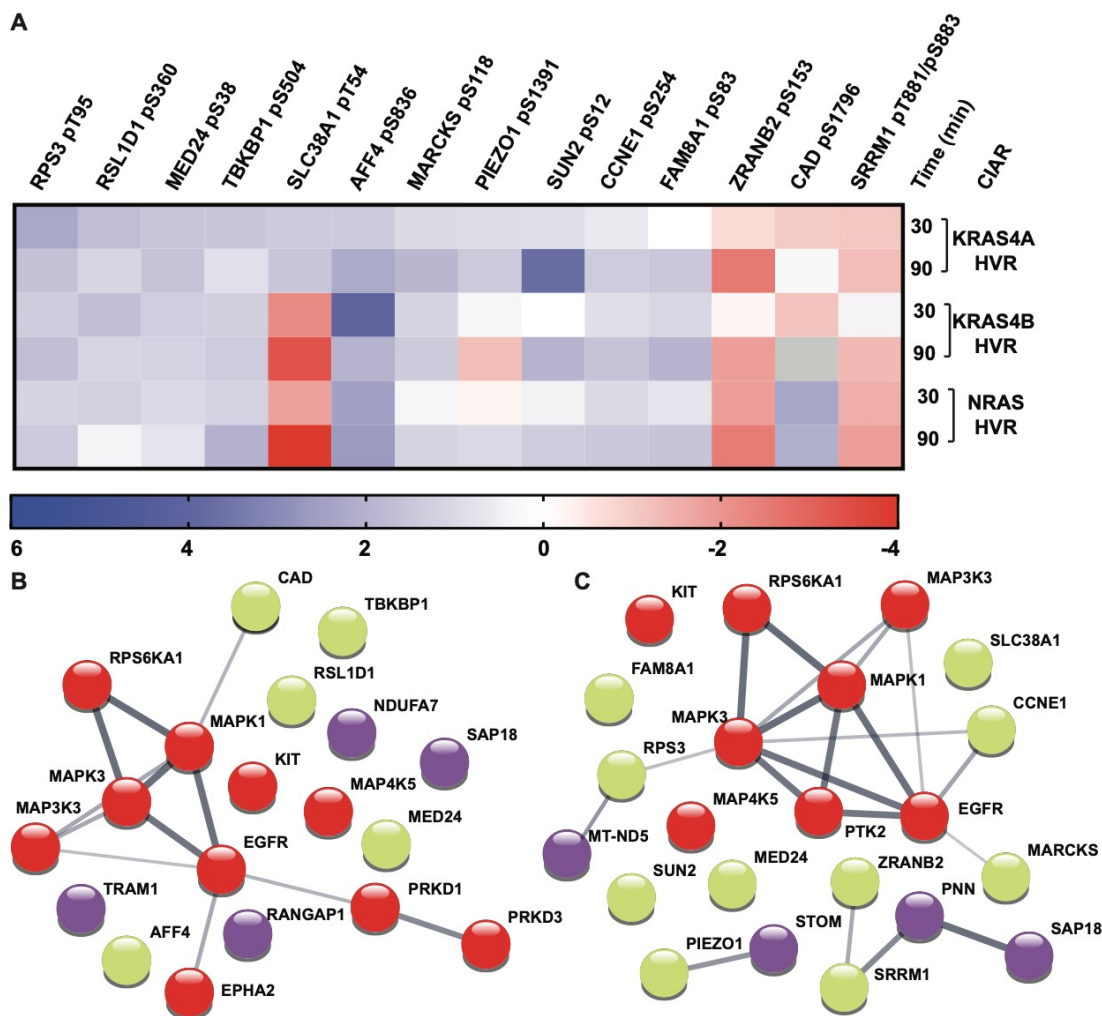 A
RPS3 pT95
RSL1D1 pS360
MED24 pS38
TBKBP1 pS504
SLC38A1 pT54
AFF4 pS836
MARCKS pS118
PIEZO1 pS1391
SUN2 pS12
CCNE1 pS254
FAM8A1 pS83
ZRANB2 pS153
CAD pS1796
SRRM1 pT881/pS883
Time (min)
CIAR
30
90
KRAS4A
HVR
30
90
KRAS4B
HVR
30
90
NRAS
HVR
6 4 2 0 -2 -4
B
CAD
TBKBP1
RPS6KA1
RSL1D1
NDUFA7
MAPK1
SAP18
KIT
MAPK3
MAP4K5
MAP3K3
MED24
EGFR
TRAM1
PRKD1
RANGAP1
PRKD3
AFF4
EPHA2
C
RPS6KA1
MAP3K3
KIT
SLC38A1
FAM8A1
MAPK1
CCNE1
MAPK3
RPS3
MAP4K5
EGFR
PTK2
MT-ND5
MARCKS
ZRANB2
MED24
SUN2
PNN
STOM
SAP18
PIEZO1
SRRM1